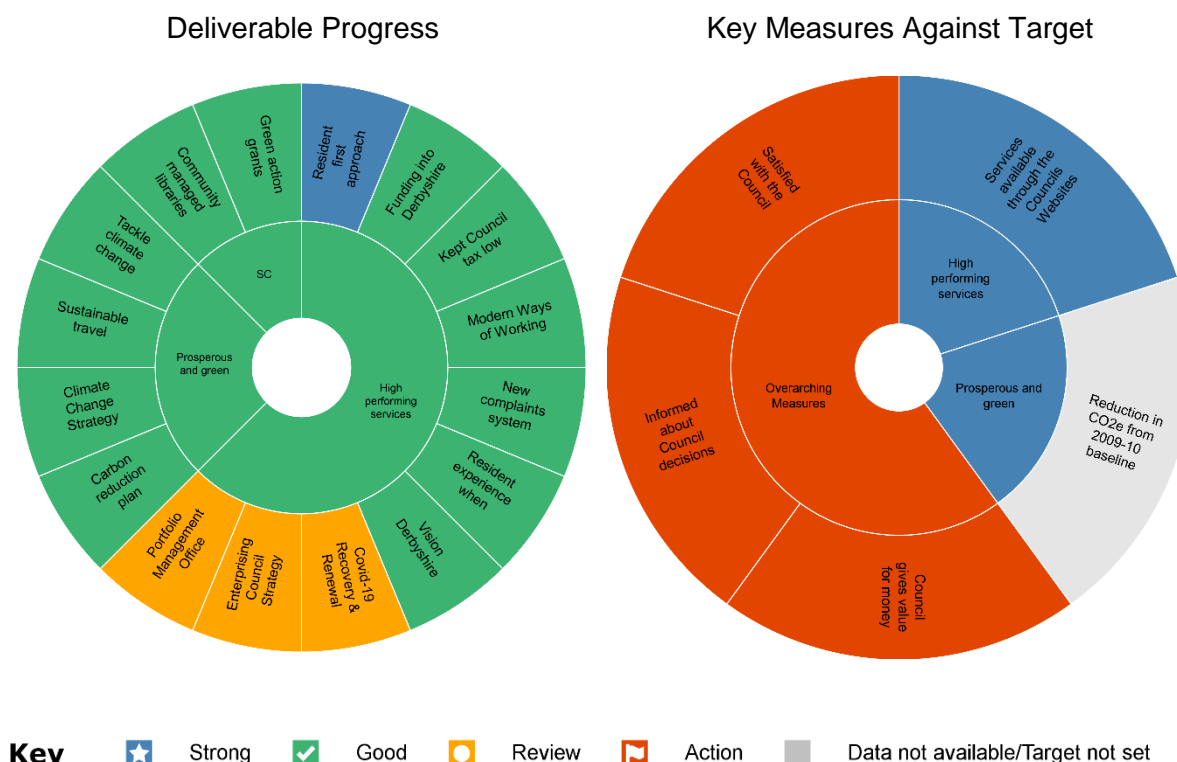 Deliverable Progress
Key Measures Against Target
Resident
first
approach
Funding into
Derbyshire
Kept Council
tax low
Modern Ways
of Working
New
complaints
system
Resident
experience
when
Vision
Derbyshire
Covid-19
Recovery &
Renewal
Enterprising
Council
Strategy
Portfolio
Management
Office
Carbon
reduction
plan
Climate
Change
Strategy
Sustainable
travel
Tackle
climate
change
Community
managed
libraries
Green action
grants
SC
Prosperous
and green
High
performing
services
Services
available
through the
Councils
Websites
Reduction in
CO2e from
2009-10
baseline
Council
gives value
for money
Informed
about
Council
decisions
Satisfied
with the
Council
High
performing
services
Prosperous and
green
Overarching
Measures
Key Strong Good Review Action Data not available/Target not set